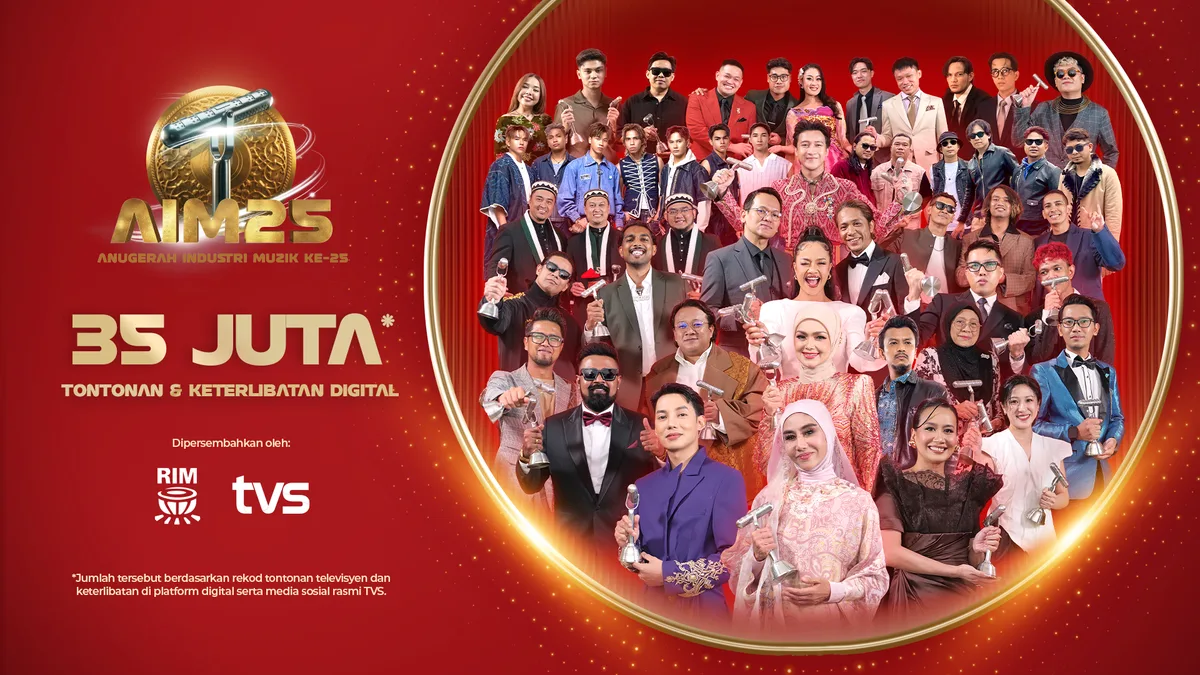 AIM25
ANUGERAH INDUSTRI MUZIK KE-25
35 JUTA*
TONTONAN & KETERLIBATAN DIGITAL
Dipersembahkan oleh:
RIM tvs
*Jumlah tersebut berdasarkan rekod tontonan televisyen dan
keterlibatan di platform digital serta media sosial rasmi TVS.